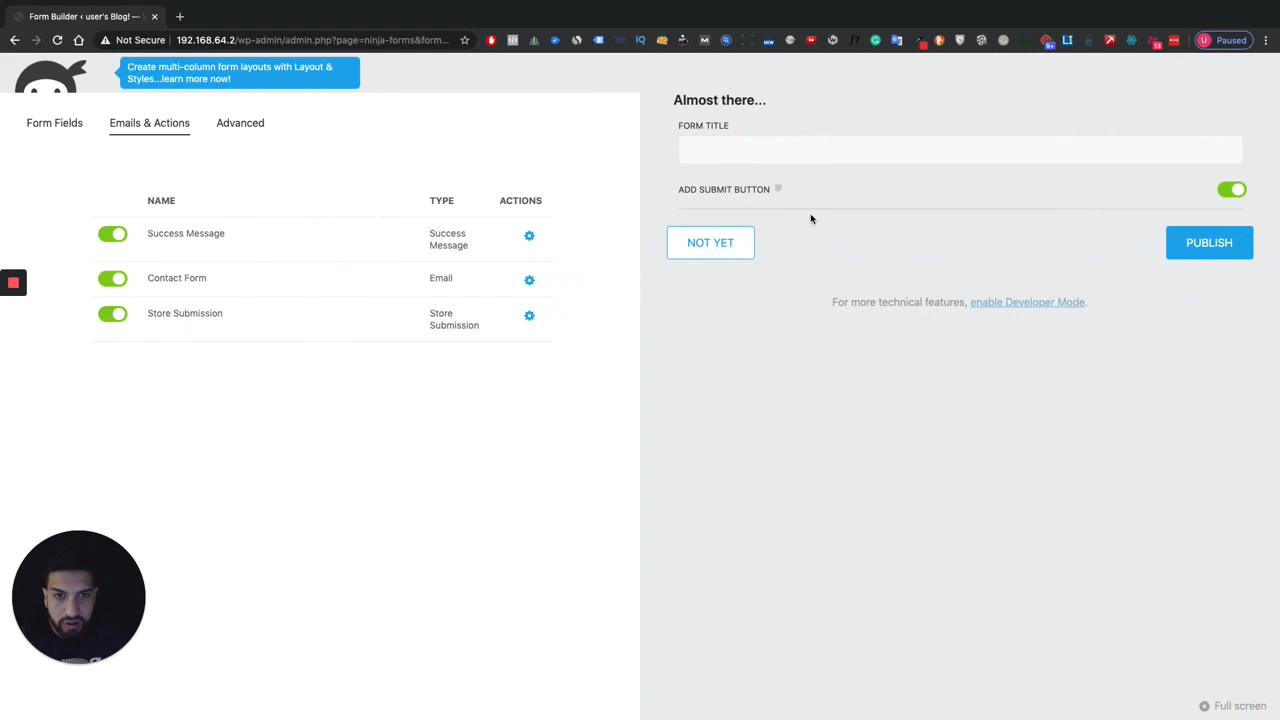 Form Builder ‹ user's Blog! —
Not Secure
192.168.64.2/wp-admin/admin.php?page=ninja-forms&form...
Paused
Create multi-column form layouts with Layout &
Styles...learn more now!
Form Fields
Emails & Actions
Advanced
NAME
TYPE
ACTIONS
Success Message
Success
Message
Contact Form
Email
Store Submission
Store
Submission
Almost there...
FORM TITLE
ADD SUBMIT BUTTON
NOT YET
PUBLISH
For more technical features, enable Developer Mode.
Full screen